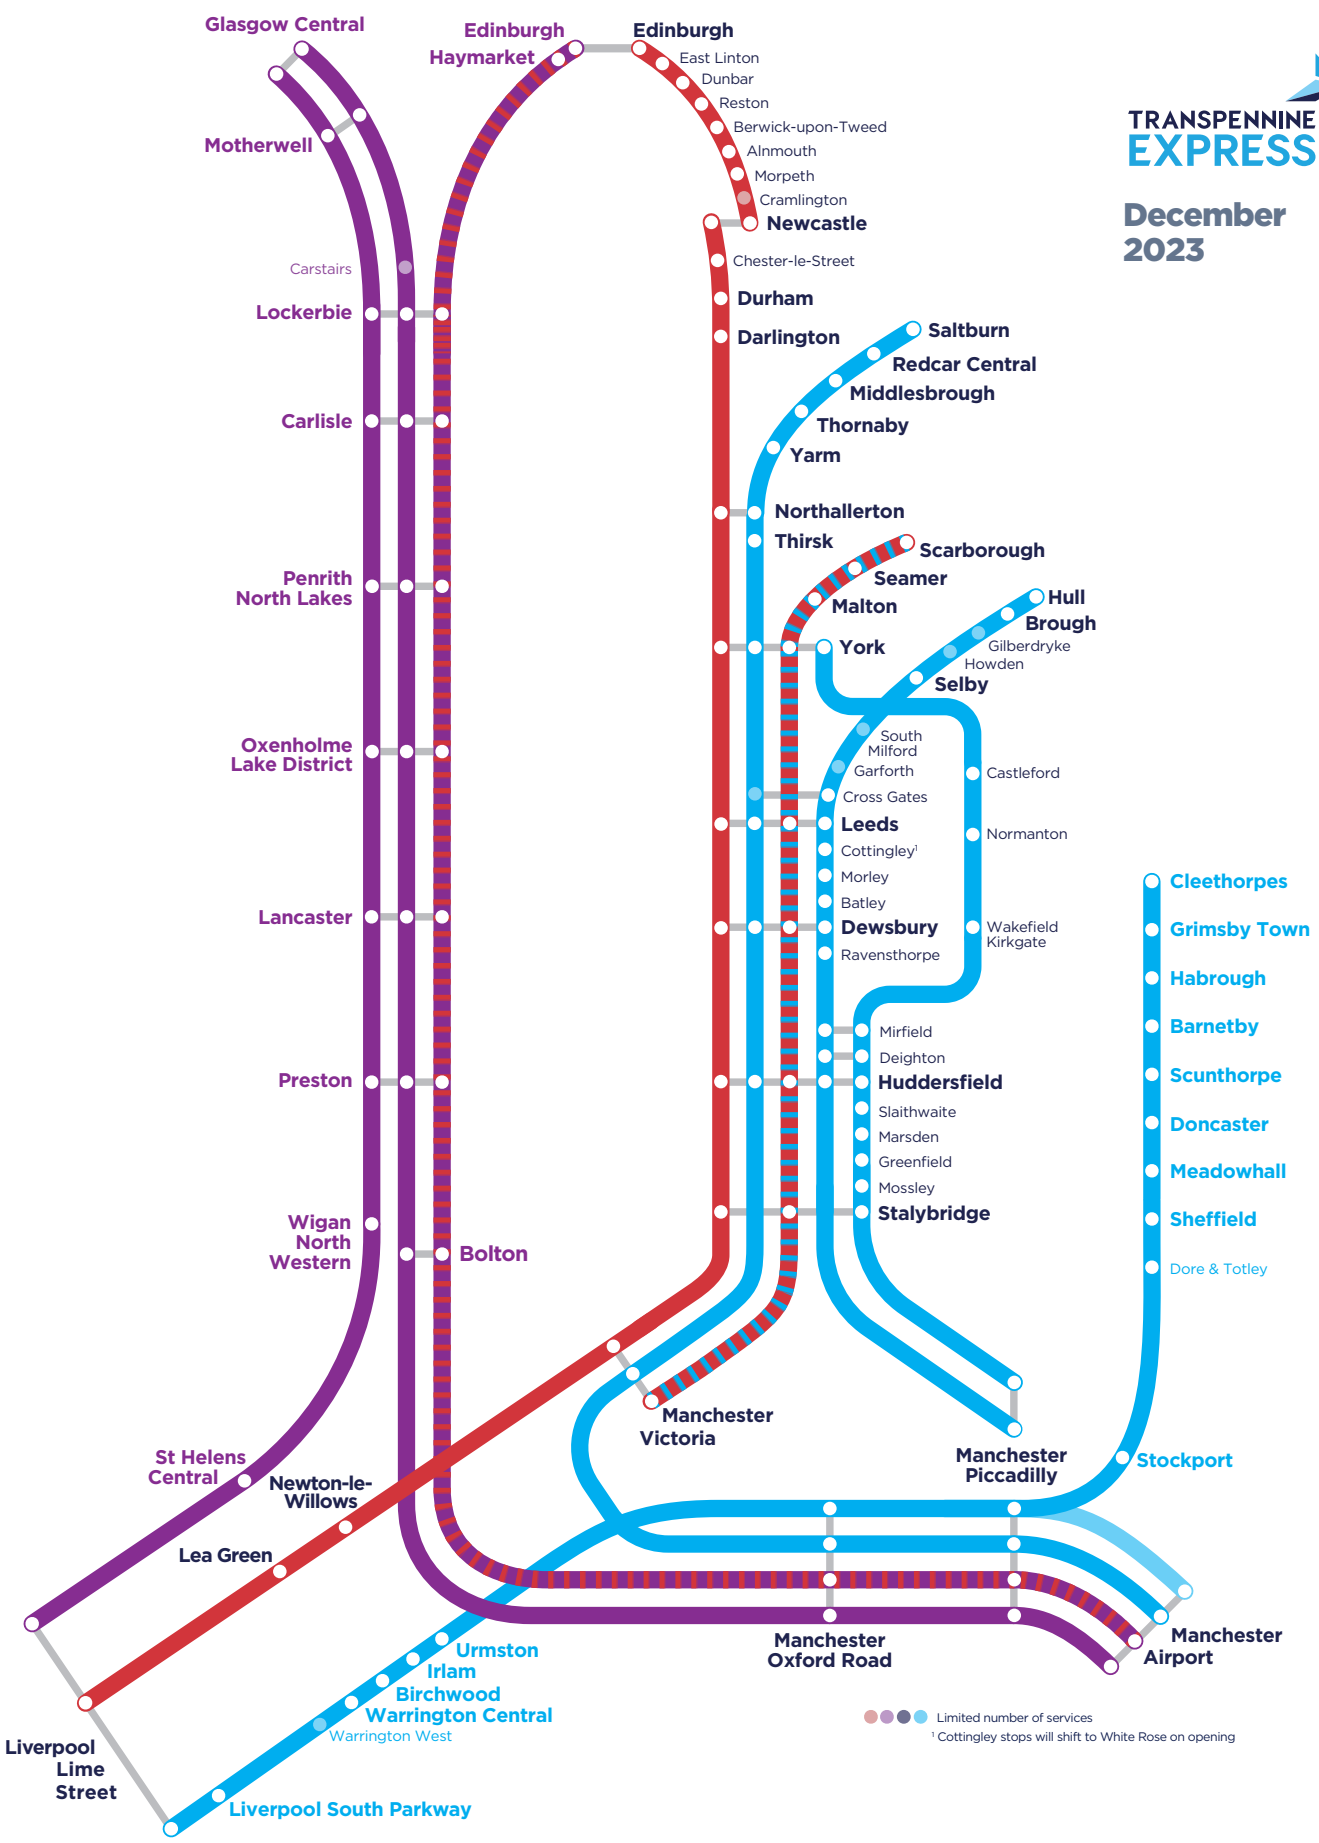 TRANSPENNINE
EXPRESS
December
2023
Glasgow Central
Motherwell
Carstairs
Lockerbie
Carlisle
Penrith
North Lakes
Oxenholme
Lake District
Lancaster
Preston
Wigan
North
Western
Bolton
St Helens
Central
Edinburgh
Haymarket
Edinburgh
East Linton
Dunbar
Reston
Berwick-upon-Tweed
Alnmouth
Morpeth
Cramlington
Newcastle
Chester-le-Street
Durham
Darlington
Saltburn
Redcar Central
Middlesbrough
Thornaby
Yarm
Northallerton
Thirsk
Scarborough
Seamer
Malton
York
Hull
Brough
Gilberdryke
Howden
Selby
South
Milford
Garforth
Cross Gates
Leeds
Cottingley¹
Morley
Batley
Dewsbury
Ravensthorpe
Castleford
Normanton
Wakefield
Kirkgate
Mirfield
Deighton
Huddersfield
Slaithwaite
Marsden
Greenfield
Mossley
Stalybridge
Cleethorpes
Grimsby Town
Habrough
Barnetby
Scunthorpe
Doncaster
Meadowhall
Sheffield
Dore & Totley
Stockport
Manchester
Victoria
Manchester
Piccadilly
Newton-le-
Willows
Lea Green
Manchester
Oxford Road
Manchester
Airport
Urmston
Irlam
Birchwood
Warrington Central
Warrington West
Liverpool South Parkway
Liverpool
Lime
Street
Limited number of services
¹ Cottingley stops will shift to White Rose on opening